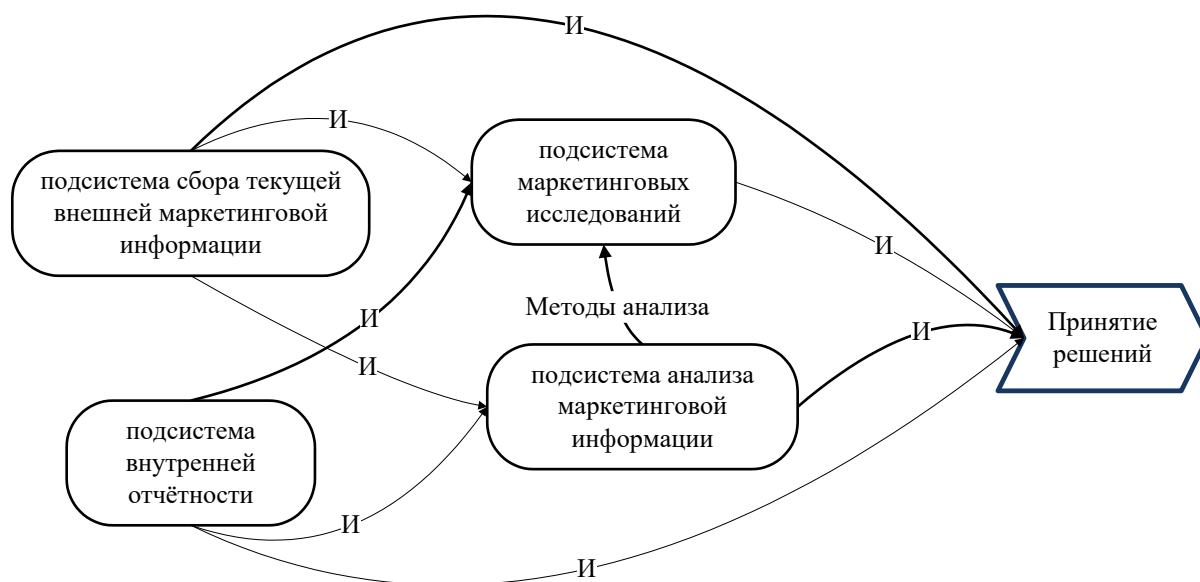 И
И
подсистема сбора текущей
внешней маркетинговой
информации
подсистема
маркетинговых
исследований
И
Методы анализа
И
И
Принятие
решений
И
подсистема анализа
маркетинговой
информации
подсистема
внутренней
отчётности
И
И